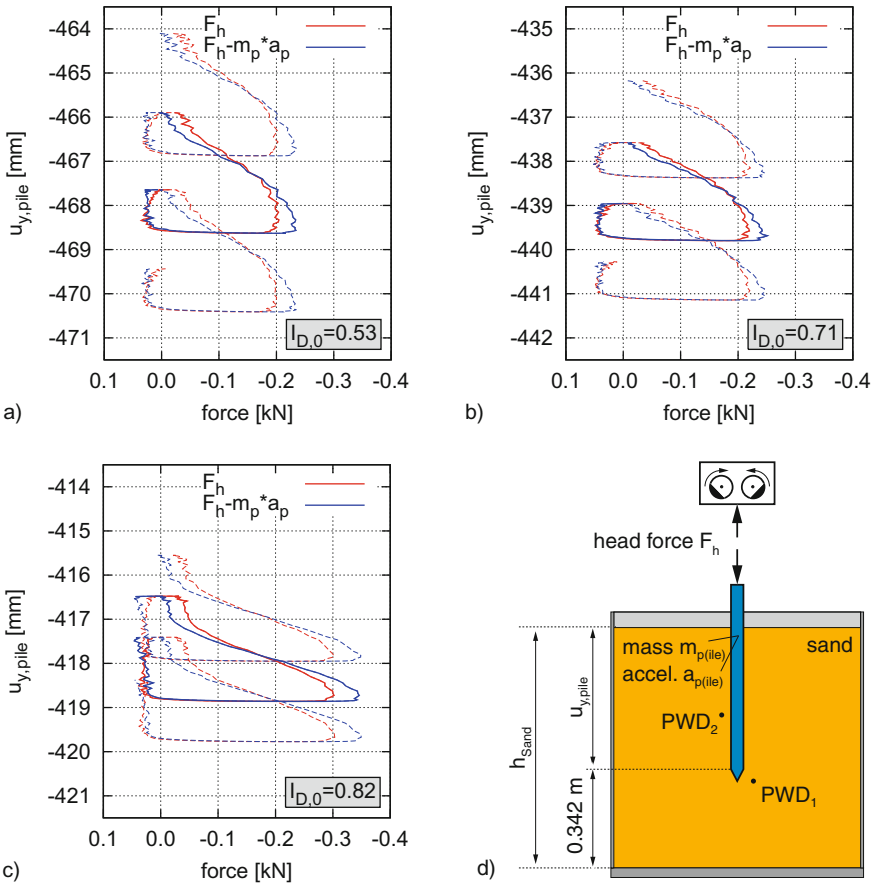 F_h
F_h-m_p*a_p
-464
-465
-466
-467
-468
-469
-470
-471
u_y,pile [mm]
I_D,0=0.53
0.1 0.0 -0.1 -0.2 -0.3 -0.4
force [kN]
a)
F_h
F_h-m_p*a_p
-435
-436
-437
-438
-439
-440
-441
-442
u_y,pile [mm]
I_D,0=0.71
0.1 0.0 -0.1 -0.2 -0.3 -0.4
force [kN]
b)
F_h
F_h-m_p*a_p
-414
-415
-416
-417
-418
-419
-420
-421
u_y,pile [mm]
I_D,0=0.82
0.1 0.0 -0.1 -0.2 -0.3 -0.4
force [kN]
c)
head force F_h
mass m_p(ile)
accel. a_p(ile)
sand
u_y,pile
h_Sand
PWD_2
PWD_1
0.342 m
d)